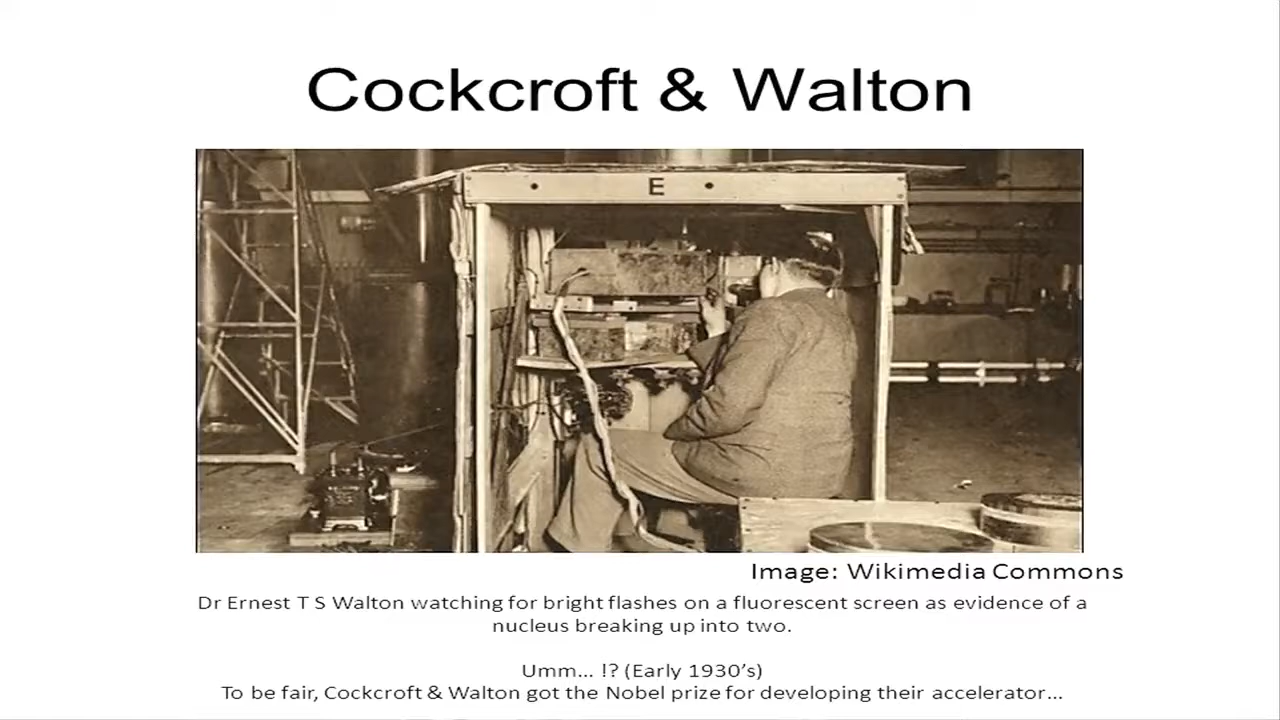 Cockcroft & Walton
E
Image: Wikimedia Commons
Dr Ernest T S Walton watching for bright flashes on a fluorescent screen as evidence of a
nucleus breaking up into two.
Umm... !? (Early 1930’s)
To be fair, Cockcroft & Walton got the Nobel prize for developing their accelerator...